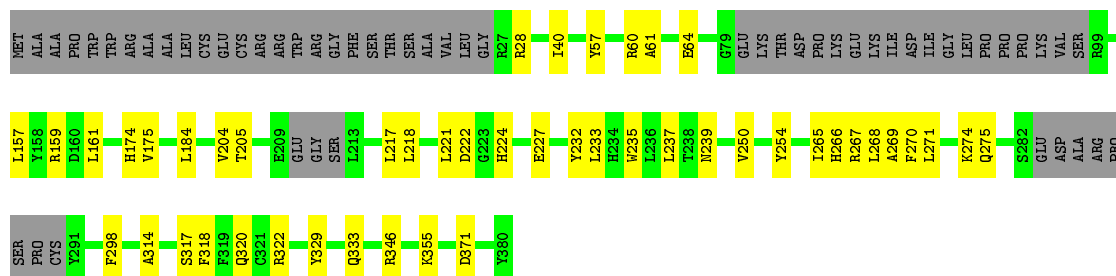 MET ALA ALA PRO TRP TRP ARG ALA ALA LEU CYS GLU CYS ARG ARG TRP ARG GLY PHE SER THR SER ALA VAL LEU GLY R27 R28 I40 Y57 R60 A61 E64 G79 GLU LYS THR ASP PRO LYS GLU LYS ILE ASP ILE GLY LEU PRO PRO PRO LYS VAL SER R99
L157 Y158 R159 D160 L161 H174 V175 L184 V204 T205 E209 GLU GLY SER L213 L217 L218 L221 D222 G223 H224 E227 Y232 L233 H234 W235 L236 L237 T238 N239 V250 Y254 I265 H266 R267 L268 A269 F270 L271 K274 Q275 S282 GLU ASP ALA ARG PRO
SER PRO CYS Y291 F298 A314 S317 F318 F319 Q320 C321 R322 Y329 Q333 R346 K355 D371 Y380